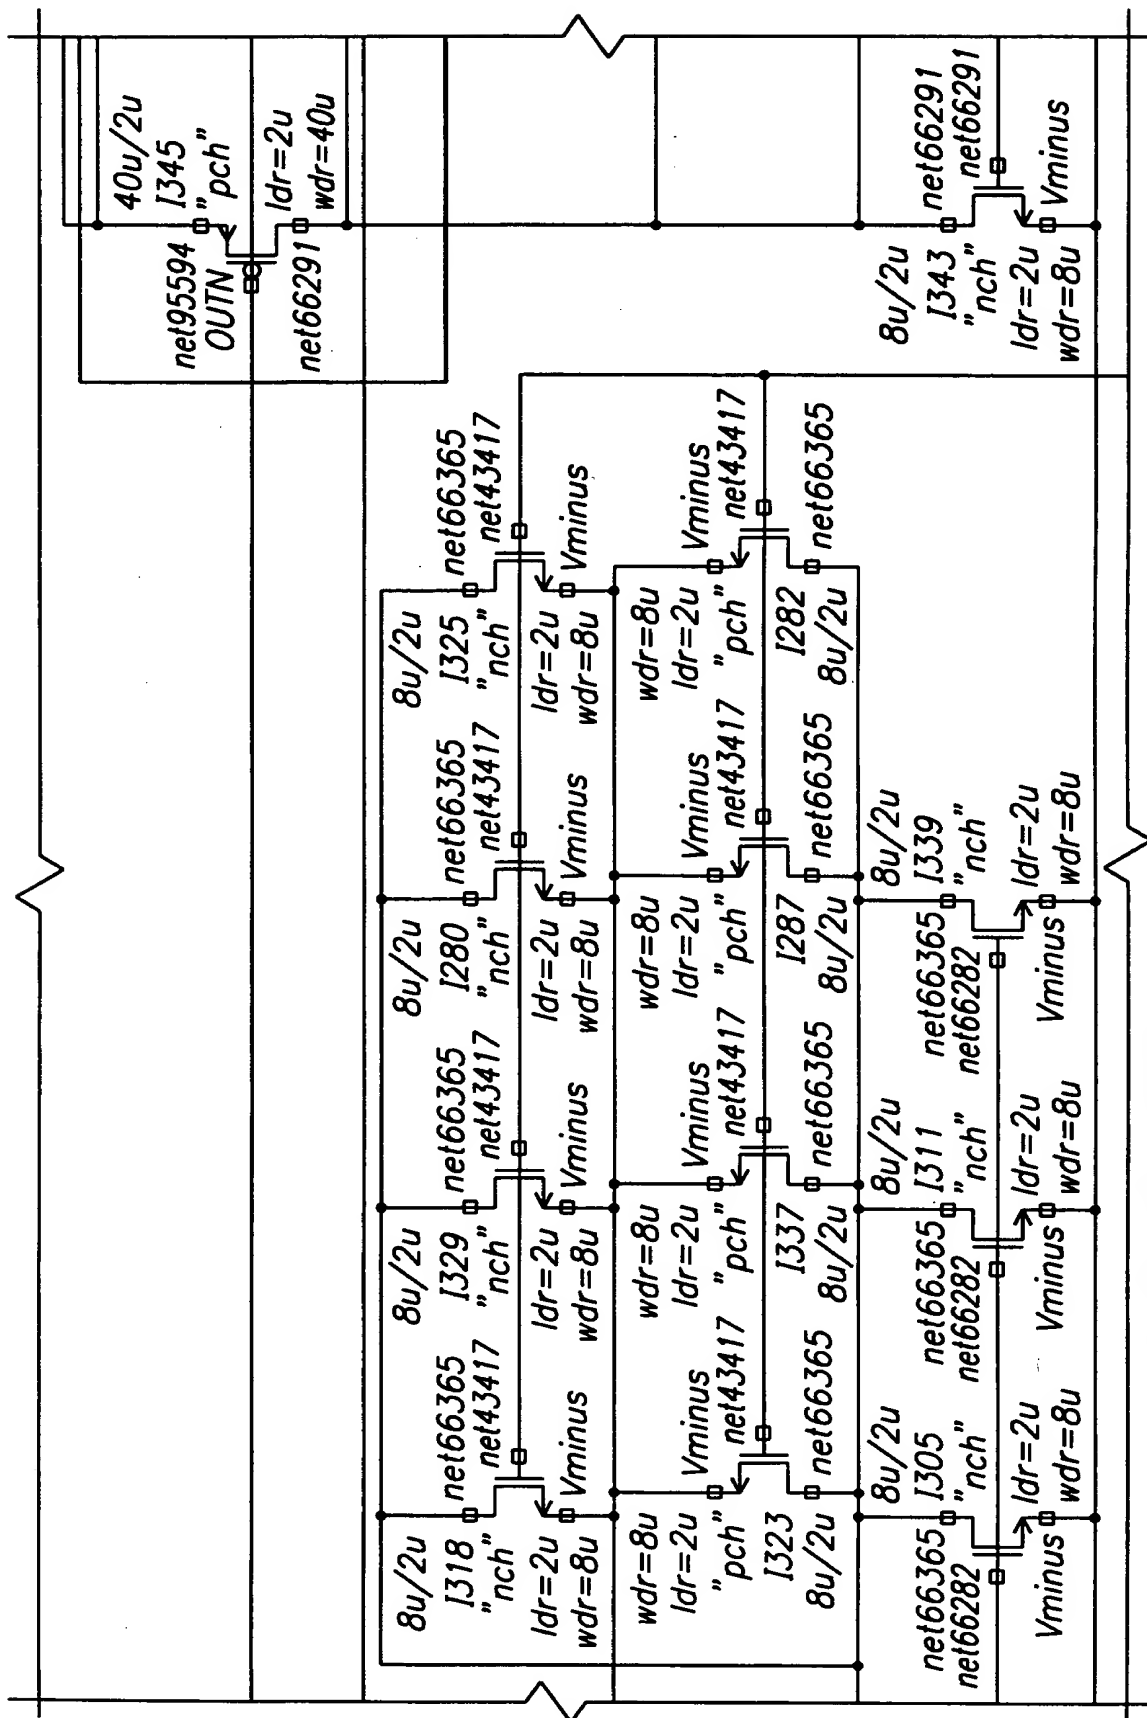 40u/2u
I345
"pch"
net95594
OUTN
ldr=2u
wdr=40u
net66291
8u/2u
I318
"nch"
net66365
net43417
ldr=2u
wdr=8u
Vminus
8u/2u
I329
"nch"
net66365
net43417
ldr=2u
wdr=8u
Vminus
8u/2u
I280
"nch"
net66365
net43417
ldr=2u
wdr=8u
Vminus
8u/2u
I325
"nch"
net66365
net43417
ldr=2u
wdr=8u
Vminus
wdr=8u
ldr=2u
"pch"
Vminus
net43417
I323
8u/2u
net66365
wdr=8u
ldr=2u
"pch"
Vminus
net43417
I337
8u/2u
net66365
wdr=8u
ldr=2u
"pch"
Vminus
net43417
I287
8u/2u
net66365
wdr=8u
ldr=2u
"pch"
Vminus
net43417
I282
8u/2u
net66365
8u/2u
I305
"nch"
net66365
net66282
ldr=2u
wdr=8u
Vminus
8u/2u
I311
"nch"
net66365
net66282
ldr=2u
wdr=8u
Vminus
8u/2u
I339
"nch"
net66365
net66282
ldr=2u
wdr=8u
Vminus
8u/2u
I343
"nch"
net66291
net66291
ldr=2u
wdr=8u
Vminus